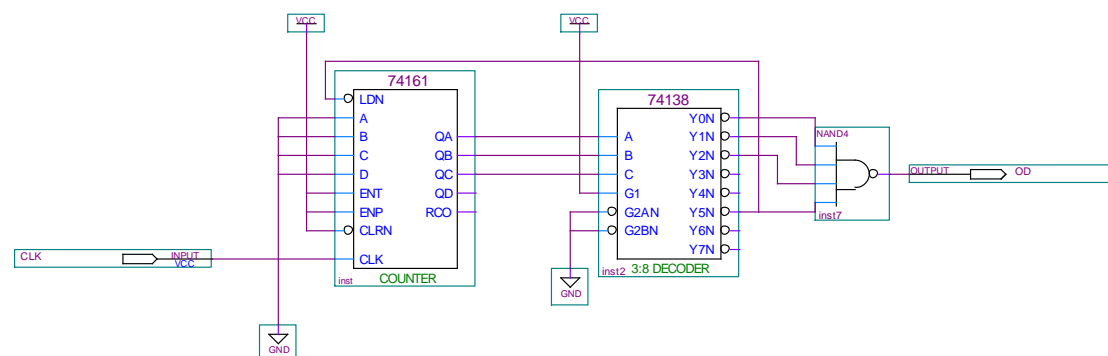 VCC
VCC
74161
LDN
A
B
C
D
ENT
ENP
CLRN
CLK
QA
QB
QC
QD
RCO
inst
COUNTER
74138
A
B
C
G1
G2AN
G2BN
Y0N
Y1N
Y2N
Y3N
Y4N
Y5N
Y6N
Y7N
inst2
3:8 DECODER
NAND4
inst7
OUTPUT
OD
CLK
INPUT
VCC
GND
GND